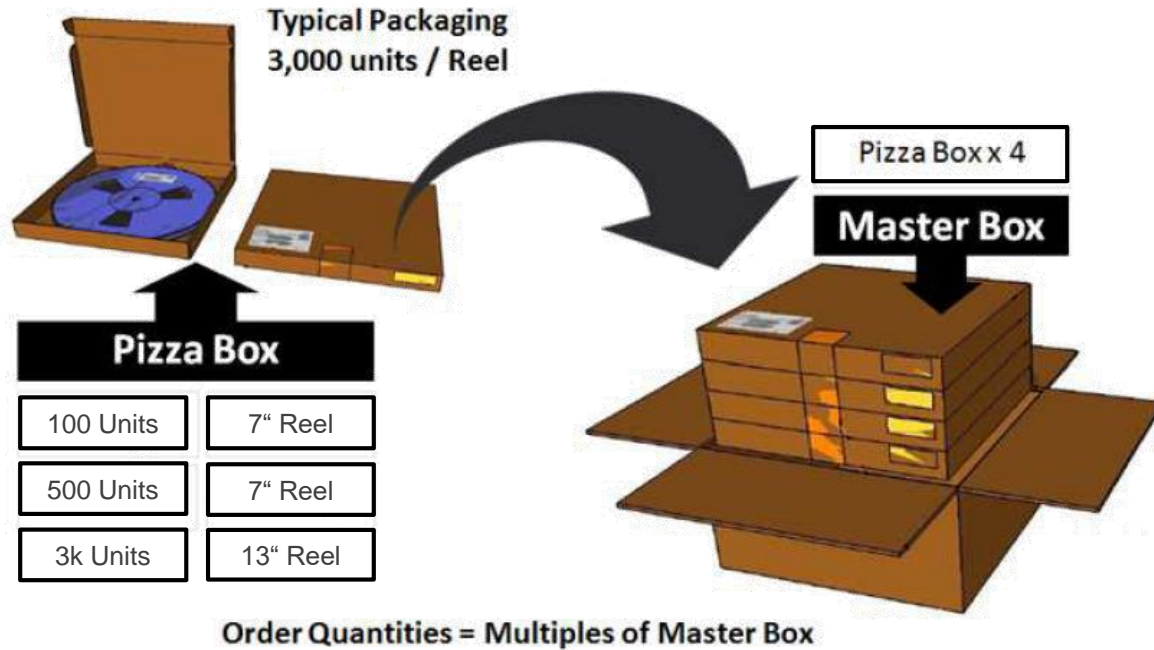 Typical Packaging
3,000 units / Reel
Pizza Box x 4
Master Box
Pizza Box
100 Units
7“ Reel
500 Units
7“ Reel
3k Units
13“ Reel
Order Quantities = Multiples of Master Box